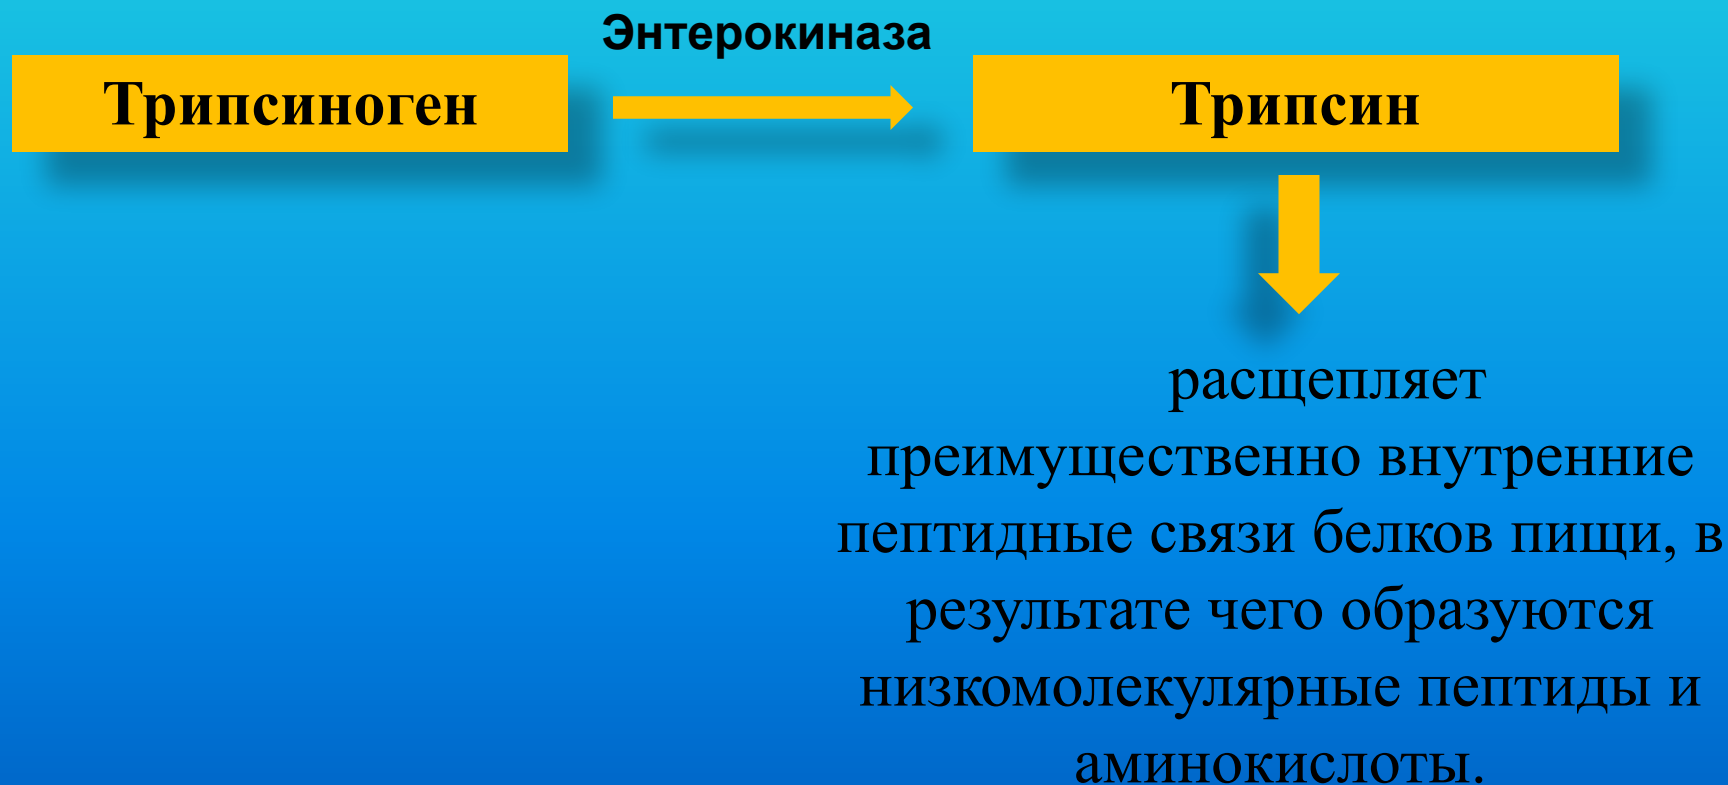 Энтерокиназа
Трипсиноген
Трипсин
расщепляет
преимущественно внутренние
пептидные связи белков пищи, в
результате чего образуются
низкомолекулярные пептиды и
аминокислоты.